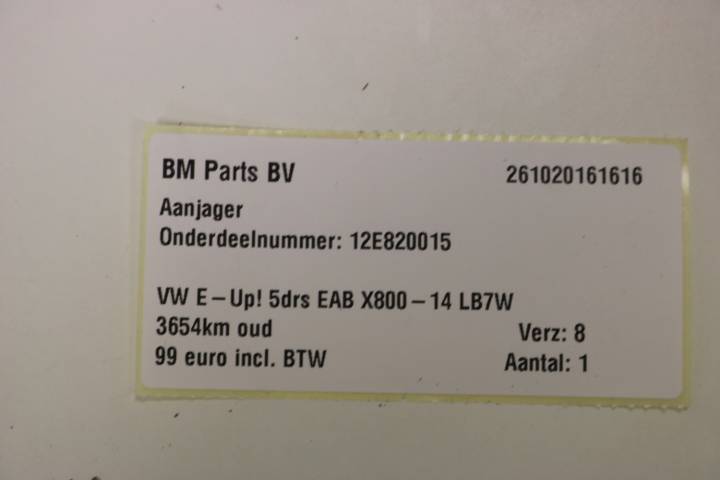 BM Parts BV 261020161616
Aanjager
Onderdeelnummer: 12E820015
VW E-Up! 5drs EAB X800-14 LB7W
3654km oud Verz: 8
99 euro incl. BTW Aantal: 1